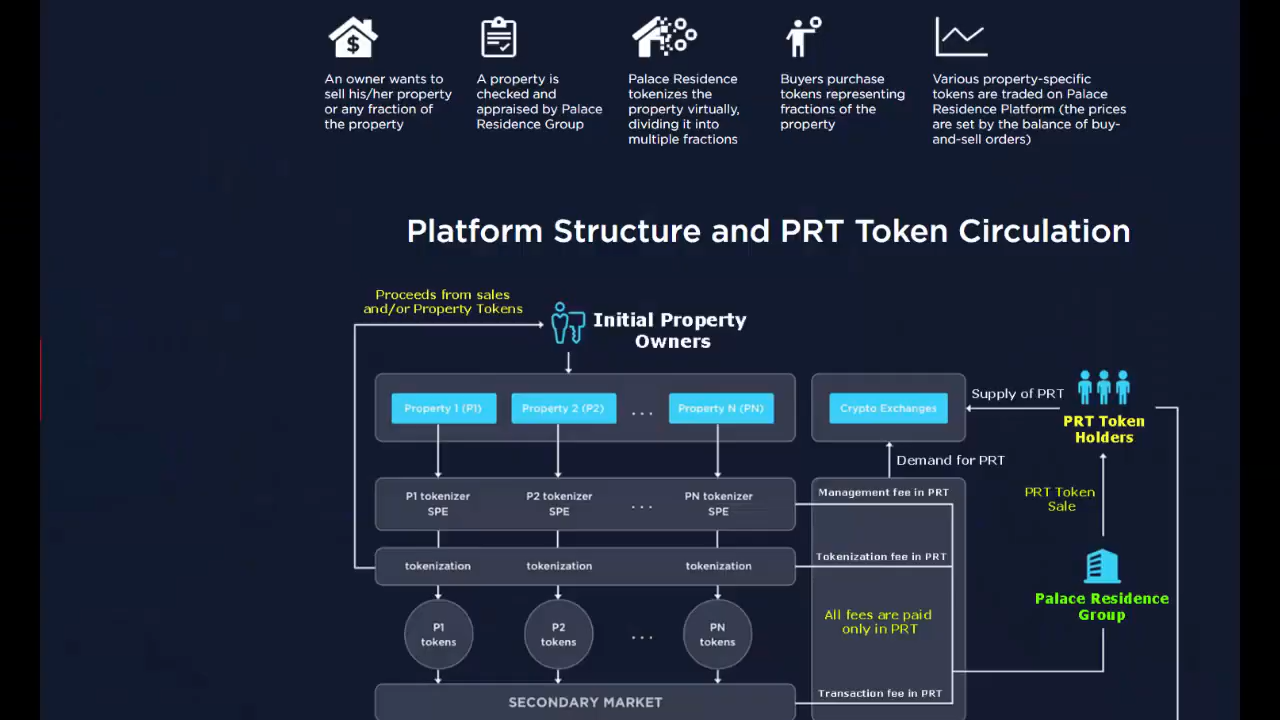 An owner wants to
sell his/her property
or any fraction of
the property
A property is
checked and
appraised by Palace
Residence Group
Palace Residence
tokenizes the
property virtually,
dividing it into
multiple fractions
Buyers purchase
tokens representing
fractions of the
property
Various property-specific
tokens are traded on Palace
Residence Platform (the prices
are set by the balance of buy-
and-sell orders)
Platform Structure and PRT Token Circulation
Proceeds from sales
and/or Property Tokens
Initial Property
Owners
Property 1 (P1)
Property 2 (P2)
...
Property N (PN)
Crypto Exchanges
Supply of PRT
PRT Token
Holders
Demand for PRT
P1 tokenizer
SPE
P2 tokenizer
SPE
...
PN tokenizer
SPE
Management fee in PRT
PRT Token
Sale
tokenization
tokenization
tokenization
Tokenization fee in PRT
Palace Residence
Group
P1
tokens
P2
tokens
...
PN
tokens
All fees are paid
only in PRT
SECONDARY MARKET
Transaction fee in PRT